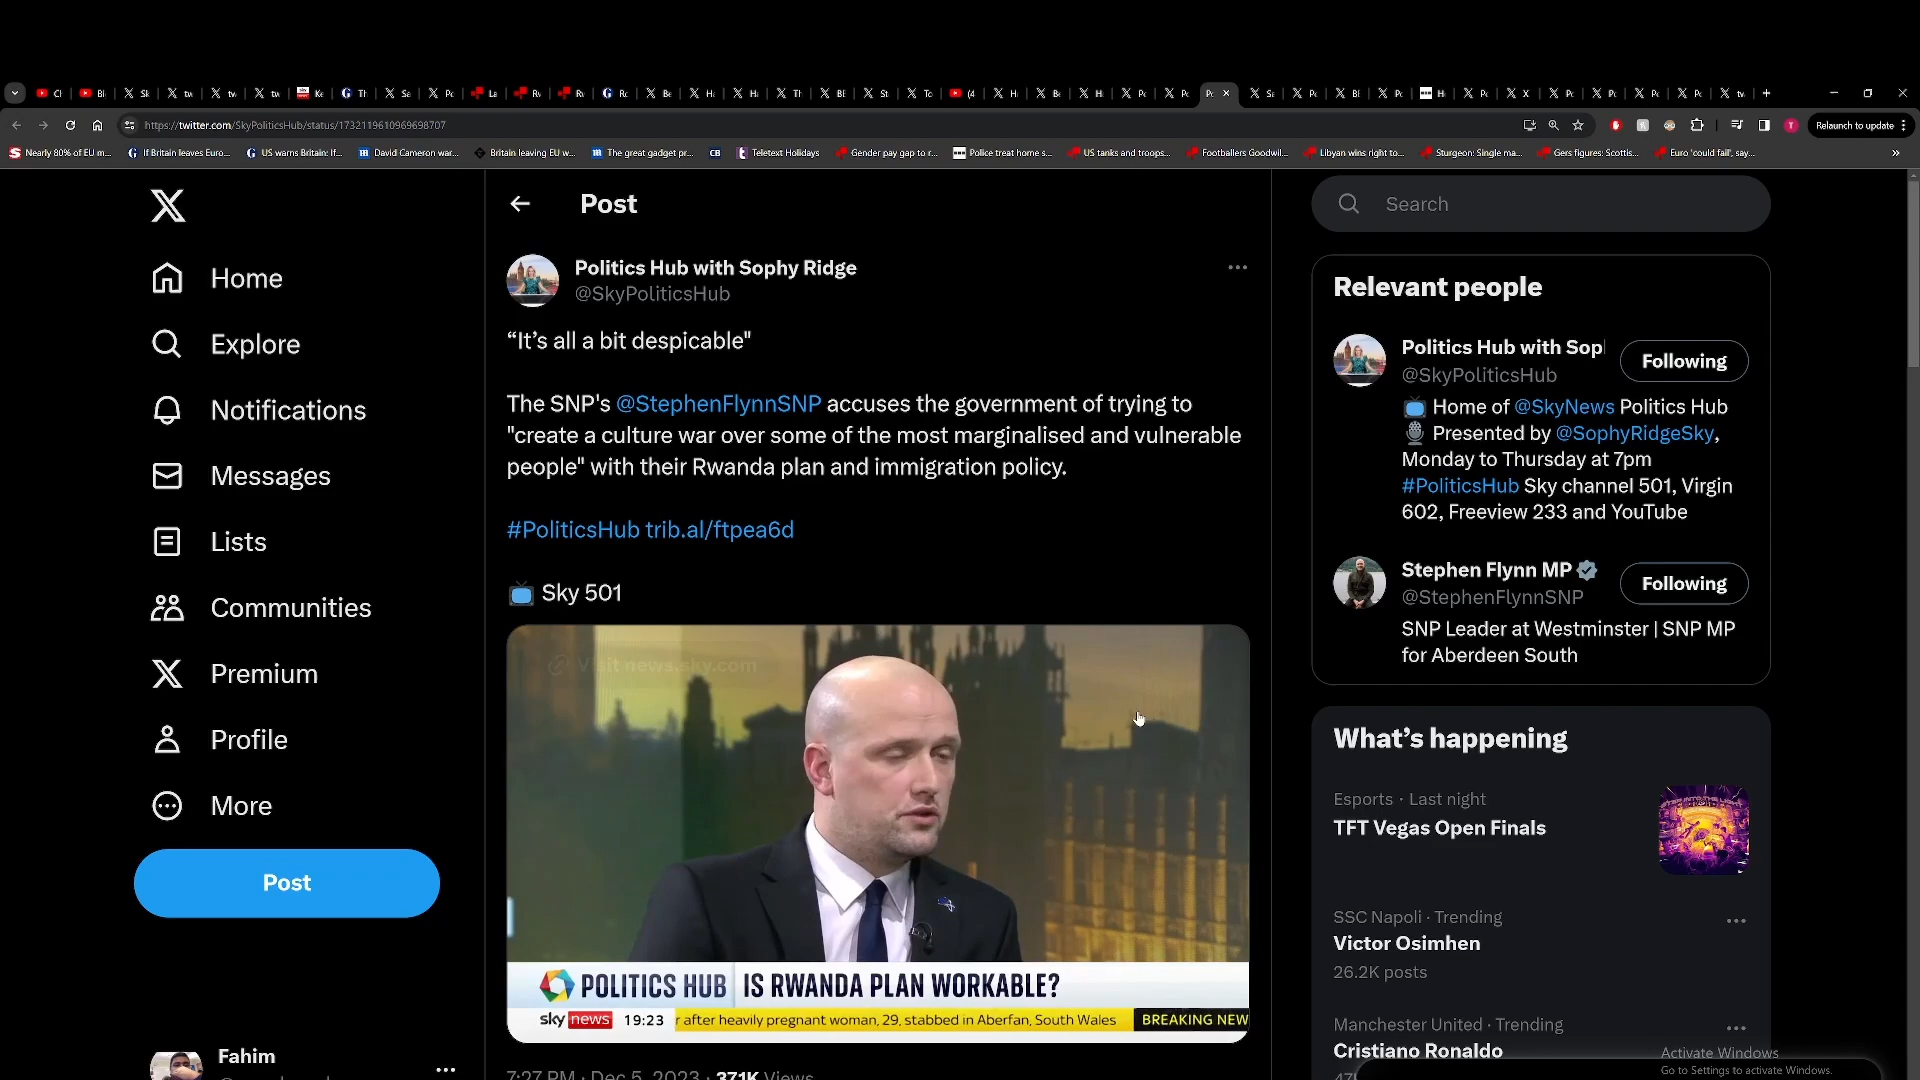 https://twitter.com/SkyPoliticsHub/status/1732119610969698707
Relaunch to update
Nearly 80% of EU m...
If Britain leaves Euro...
US warns Britain: If...
David Cameron war...
Britain leaving EU w...
The great gadget pr...
CB
Teletext Holidays
Gender pay gap to r...
Police treat home s...
US tanks and troops...
Footballers Goodwil...
Libyan wins right to...
Sturgeon: Single ma...
Gers figures: Scottis...
Euro 'could fail', say...
Home
Explore
Notifications
Messages
Lists
Communities
Premium
Profile
More
Post
Fahim
Post
Politics Hub with Sophy Ridge
@SkyPoliticsHub
“It’s all a bit despicable"
The SNP's @StephenFlynnSNP accuses the government of trying to
"create a culture war over some of the most marginalised and vulnerable
people" with their Rwanda plan and immigration policy.
#PoliticsHub trib.al/ftpea6d
Sky 501
Visit news.sky.com
POLITICS HUB IS RWANDA PLAN WORKABLE?
sky news 19:23 r after heavily pregnant woman, 29, stabbed in Aberfan, South Wales BREAKING NEW
7:27 PM · Dec 5, 2023 · 371K Views
Search
Relevant people
Politics Hub with Sop
@SkyPoliticsHub
Following
Home of @SkyNews Politics Hub
Presented by @SophyRidgeSky,
Monday to Thursday at 7pm
#PoliticsHub Sky channel 501, Virgin
602, Freeview 233 and YouTube
Stephen Flynn MP
@StephenFlynnSNP
Following
SNP Leader at Westminster | SNP MP
for Aberdeen South
What’s happening
Esports · Last night
TFT Vegas Open Finals
SSC Napoli · Trending
Victor Osimhen
26.2K posts
Manchester United · Trending
Cristiano Ronaldo
Activate Windows
Go to Settings to activate Windows.